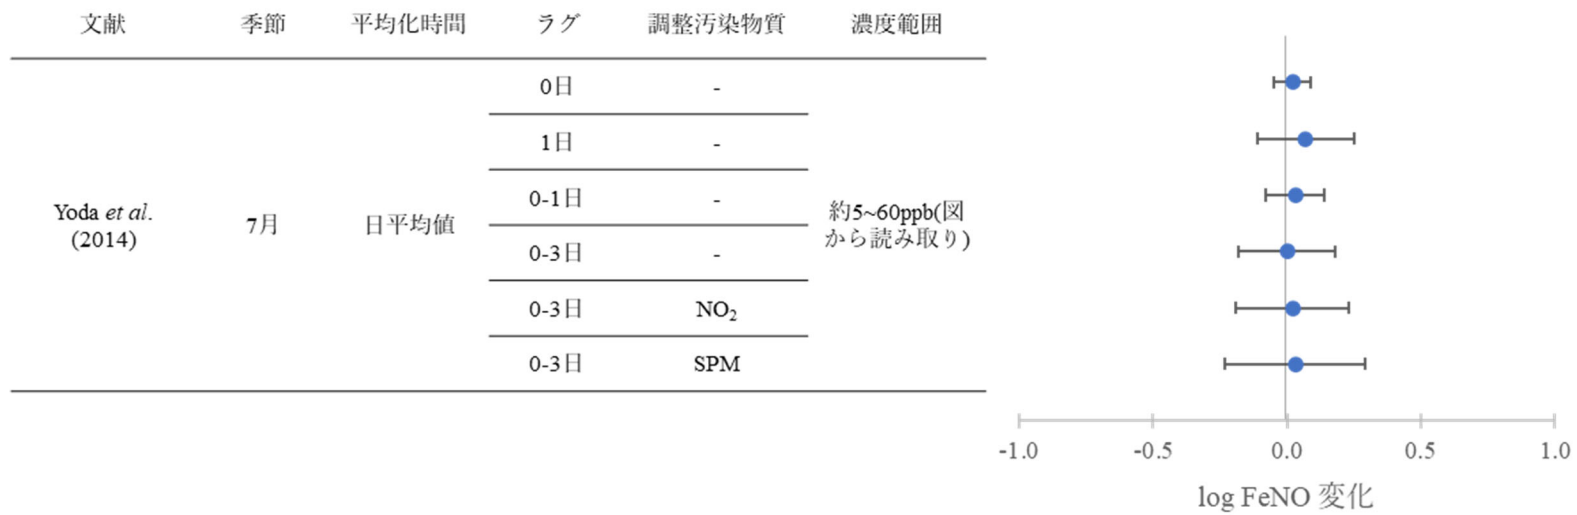 文献 季節 平均化時間 ラグ 調整汚染物質 濃度範囲
0日 -
1日 -
0-1日 -
Yoda et al.
(2014)
7月 日平均値
約5~60ppb(図
から読み取り)
0-3日 -
0-3日 NO₂
0-3日 SPM
-1.0 -0.5 0.0 0.5 1.0
log FeNO 変化